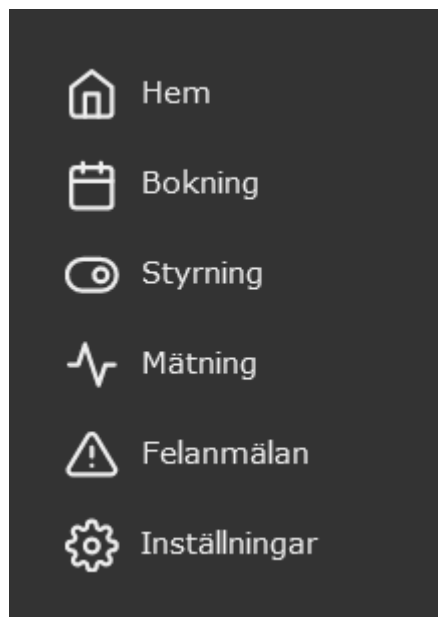 Hem
Bokning
Styrning
Mätning
Felanmälan
Inställningar